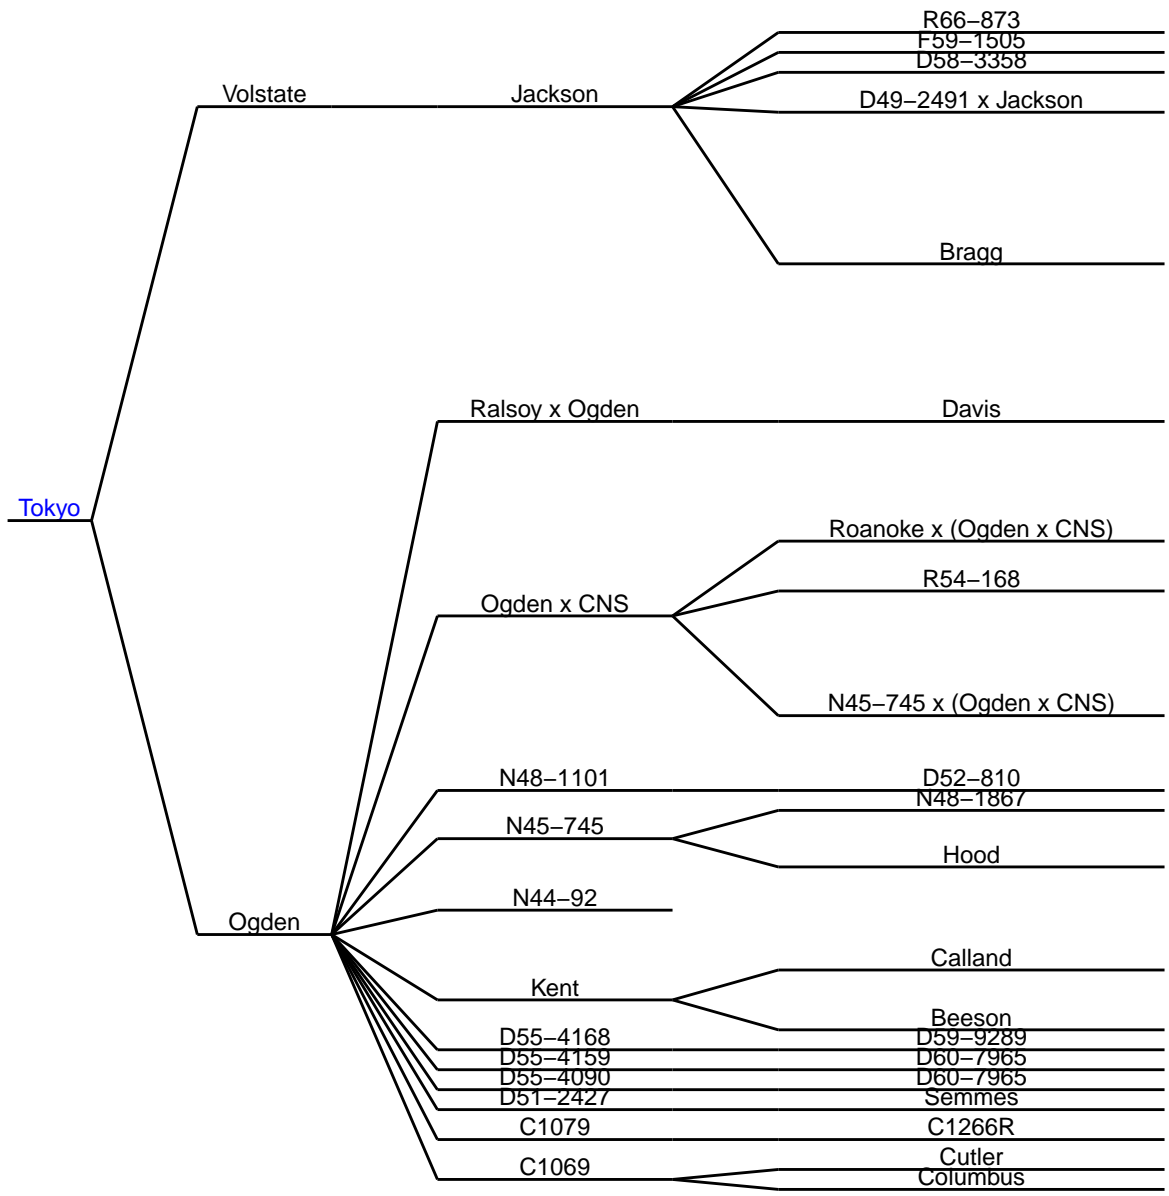 R66−873
F59−1505
D58−3358
Volstate Jackson D49−2491 x Jackson
Bragg
Ralsoy x Ogden Davis
Tokyo
Roanoke x (Ogden x CNS)
R54−168
Ogden x CNS
N45−745 x (Ogden x CNS)
N48−1101 D52−810
N48−1867
N45−745
Hood
N44−92
Ogden
Calland
Kent
Beeson
D55−4168 D59−9289
D55−4159 D60−7965
D55−4090 D60−7965
D51−2427 Semmes
C1079 C1266R
Cutler
C1069
Columbus